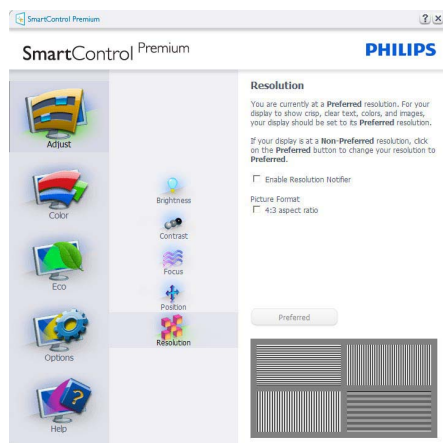 SmartControl Premium
SmartControl Premium
PHILIPS
Adjust
Color
Eco
Options
Help
Brightness
Contrast
Focus
Position
Resolution
Resolution
You are currently at a Preferred resolution. For your
display to show crisp, clear text, colors, and images,
your display should be set to its Preferred resolution.
If your display is at a Non-Preferred resolution, click
on the Preferred button to change your resolution to
Preferred.
Enable Resolution Notifier
Picture Format
4:3 aspect ratio
Preferred